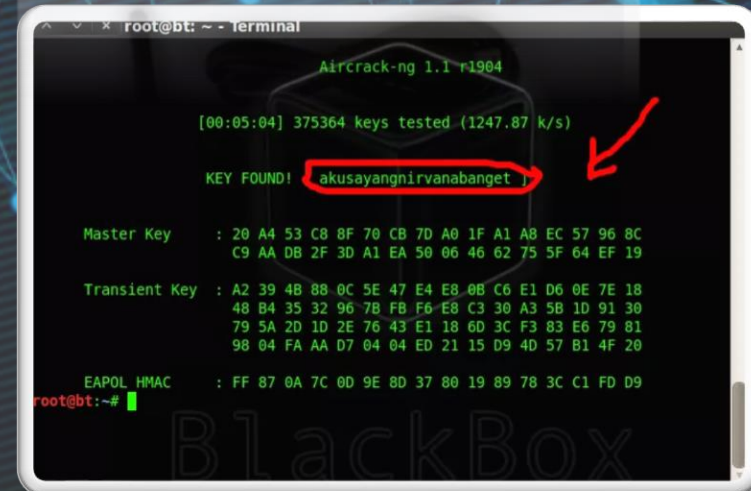 root@bt: ~ - Terminal
Aircrack-ng 1.1 r1904
[00:05:04] 375364 keys tested (1247.87 k/s)
KEY FOUND! [ akusayangnirvanabanget ]
Master Key : 20 A4 53 C8 8F 70 CB 7D A0 1F A1 A8 EC 57 96 8C
C9 AA DB 2F 3D A1 EA 50 06 46 62 75 5F 64 EF 19
Transient Key : A2 39 4B 88 0C 5E 47 E4 E8 0B C6 E1 D6 0E 7E 18
48 B4 35 32 96 7B FB F6 E8 C3 30 A3 5B 1D 91 30
79 5A 2D 1D 2E 76 43 E1 18 6D 3C F3 83 E6 79 81
98 04 FA AA D7 04 04 ED 21 15 D9 4D 57 B1 4F 20
EAPOL HMAC : FF 87 0A 7C 0D 9E 8D 37 80 19 89 78 3C C1 FD D9
root@bt:~#
BlackBox